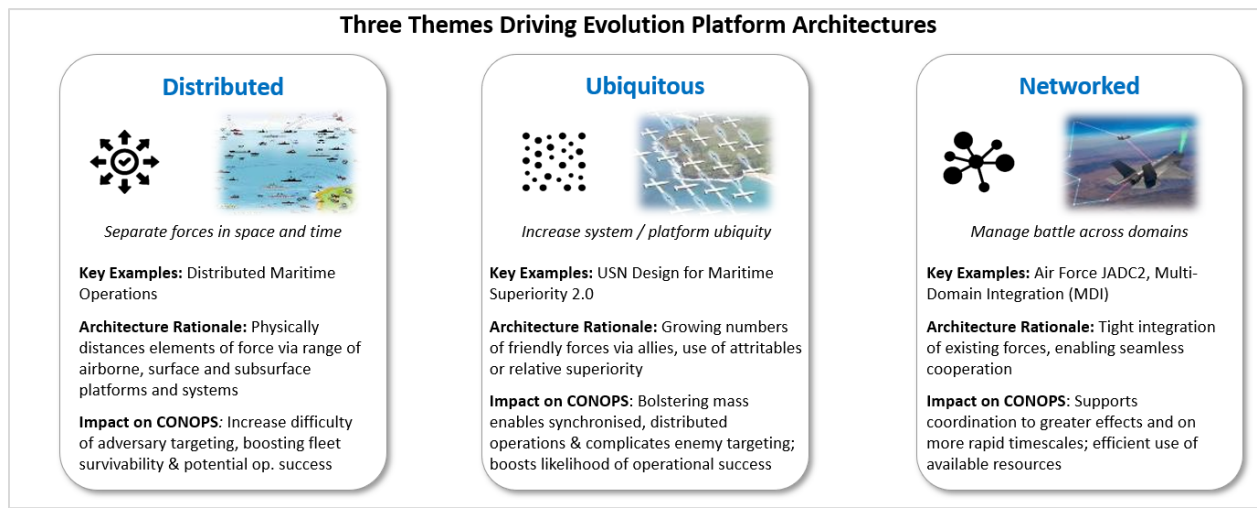 Three Themes Driving Evolution Platform Architectures
Distributed
Separate forces in space and time
Key Examples: Distributed Maritime
Operations
Architecture Rationale: Physically
distances elements of force via range of
airborne, surface and subsurface
platforms and systems
Impact on CONOPS: Increase difficulty
of adversary targeting, boosting fleet
survivability & potential op. success
Ubiquitous
Increase system / platform ubiquity
Key Examples: USN Design for Maritime
Superiority 2.0
Architecture Rationale: Growing numbers
of friendly forces via allies, use of attritables
or relative superiority
Impact on CONOPS: Bolstering mass
enables synchronised, distributed
operations & complicates enemy targeting;
boosts likelihood of operational success
Networked
Manage battle across domains
Key Examples: Air Force JADC2, Multi-
Domain Integration (MDI)
Architecture Rationale: Tight integration
of existing forces, enabling seamless
cooperation
Impact on CONOPS: Supports
coordination to greater effects and on
more rapid timescales; efficient use of
available resources